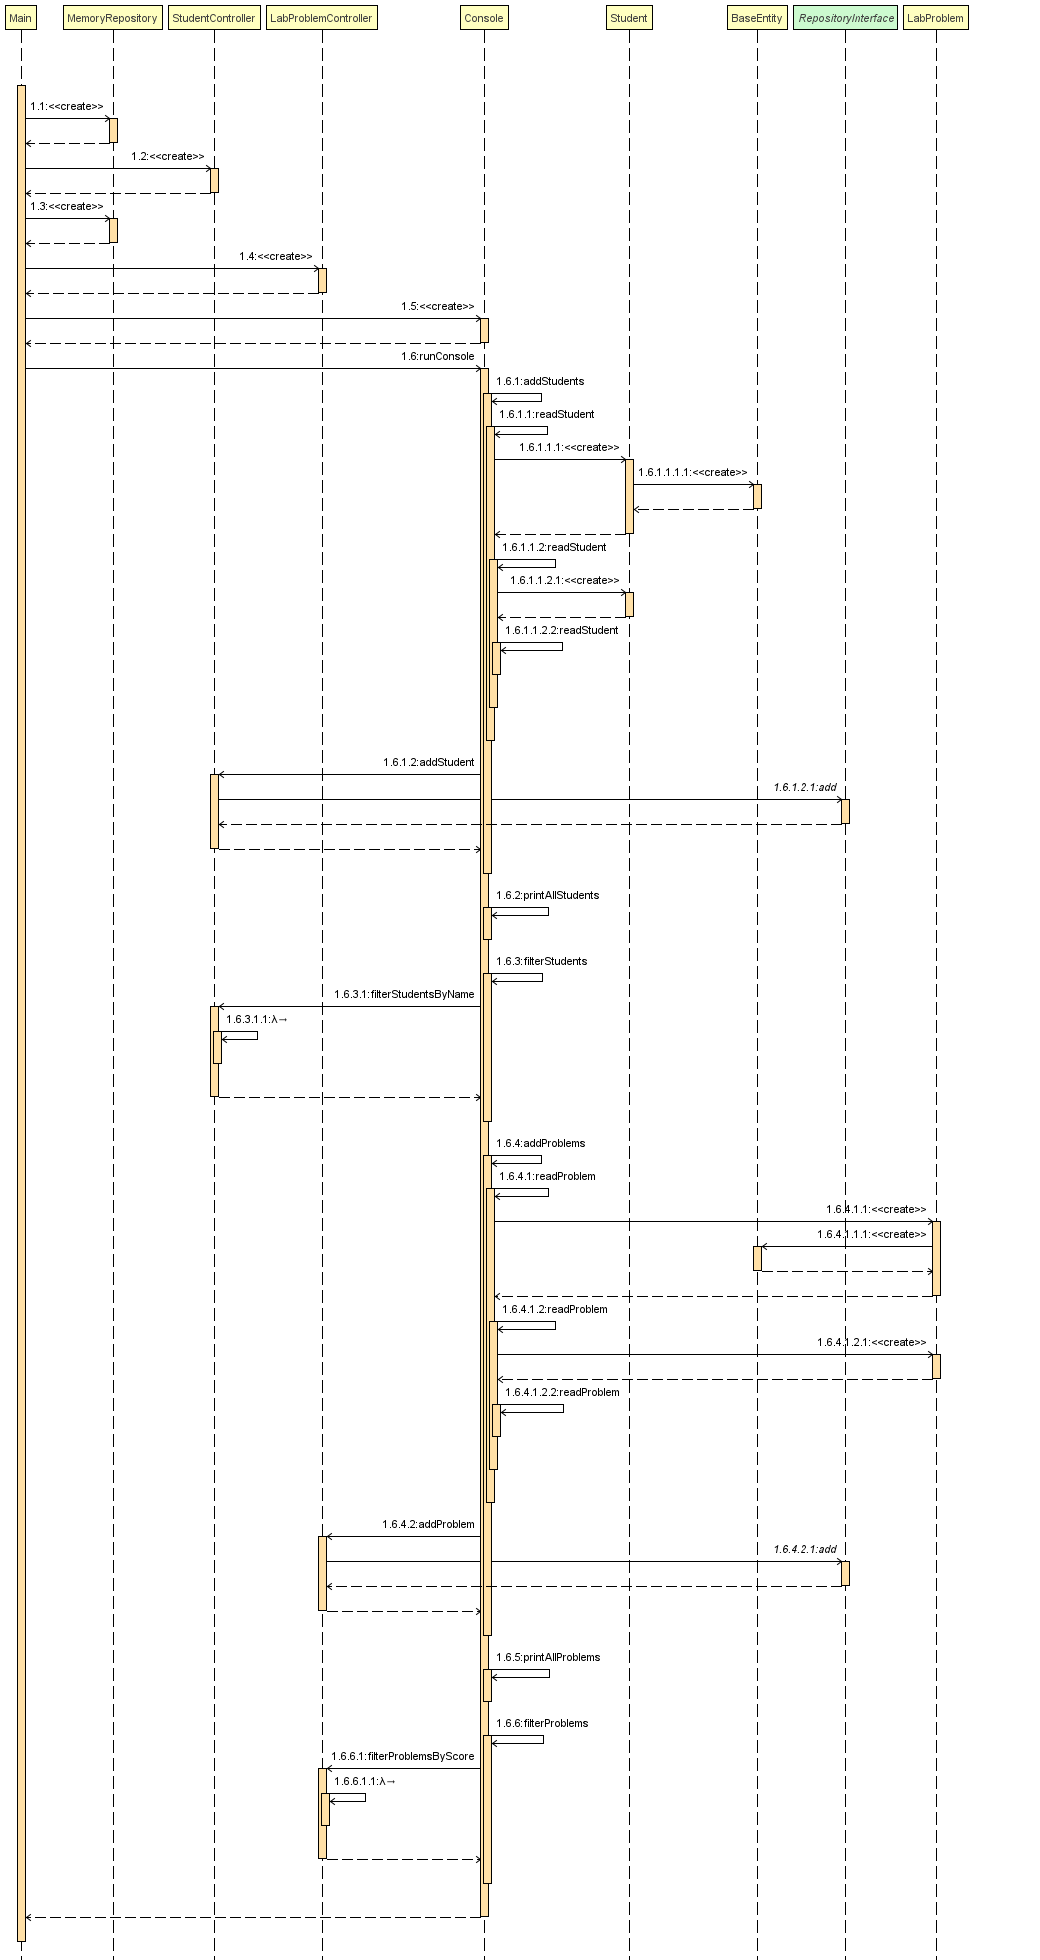 Main MemoryRepository StudentController LabProblemController Console Student BaseEntity RepositoryInterface LabProblem
1.1:<<create>>
1.2:<<create>>
1.3:<<create>>
1.4:<<create>>
1.5:<<create>>
1.6:runConsole
1.6.1:addStudents
1.6.1.1:readStudent
1.6.1.1.1:<<create>>
1.6.1.1.1.1:<<create>>
1.6.1.1.2:readStudent
1.6.1.1.2.1:<<create>>
1.6.1.1.2.2:readStudent
1.6.1.2:addStudent
1.6.1.2.1:add
1.6.2:printAllStudents
1.6.3:filterStudents
1.6.3.1:filterStudentsByName
1.6.3.1.1:λ→
1.6.4:addProblems
1.6.4.1:readProblem
1.6.4.1.1:<<create>>
1.6.4.1.1.1:<<create>>
1.6.4.1.2:readProblem
1.6.4.1.2.1:<<create>>
1.6.4.1.2.2:readProblem
1.6.4.2:addProblem
1.6.4.2.1:add
1.6.5:printAllProblems
1.6.6:filterProblems
1.6.6.1:filterProblemsByScore
1.6.6.1.1:λ→